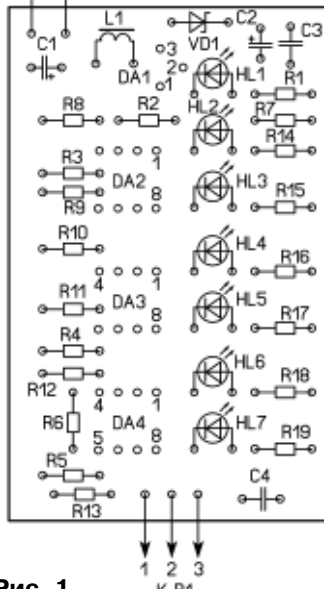 L1
C2
C3
C1
VD1
3
DA1
2
HL1
1
R1
R8
R2
HL2
R7
R14
R3
1
DA2
HL3
R9
8
R15
R10
HL4
4
1
R16
R11
DA3
HL5
8
R17
R4
HL6
R12
4
1
R18
R6
DA4
HL7
5
8
R19
R5
C4
R13
1 2 3
Рис. 1